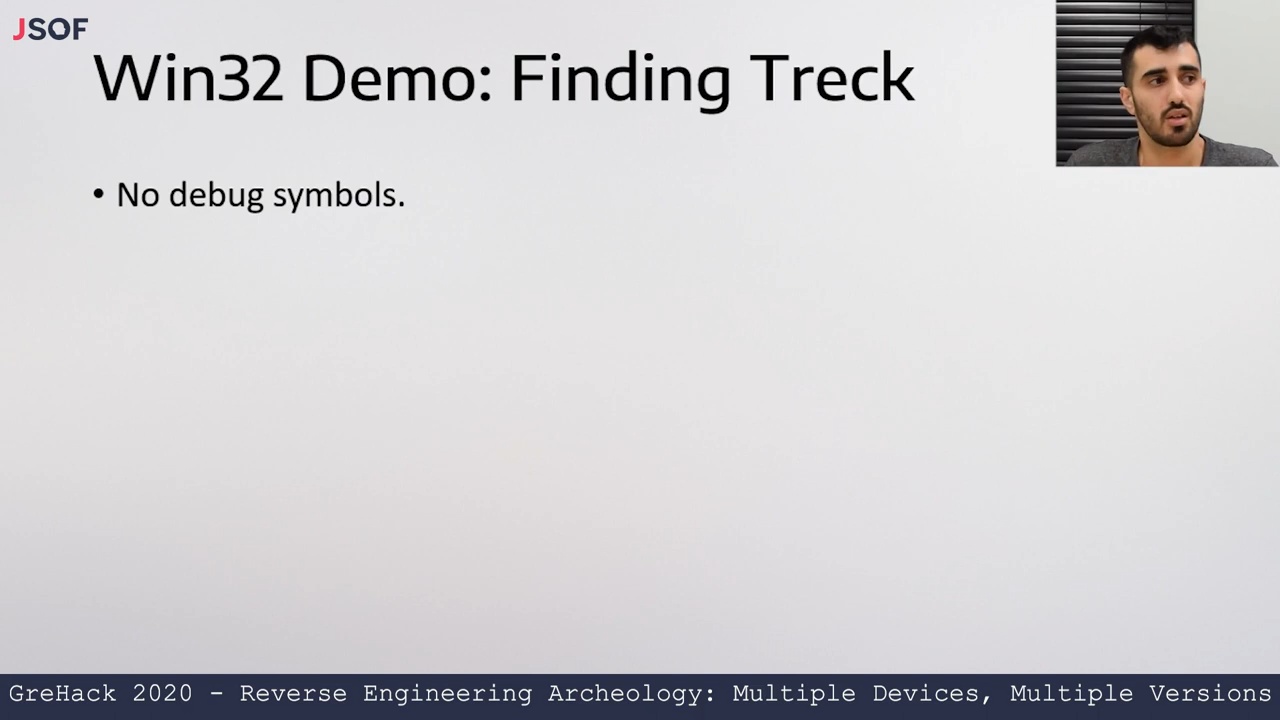 JSOF
Win32 Demo: Finding Treck
• No debug symbols.
GreHack 2020 - Reverse Engineering Archeology: Multiple Devices, Multiple Versions